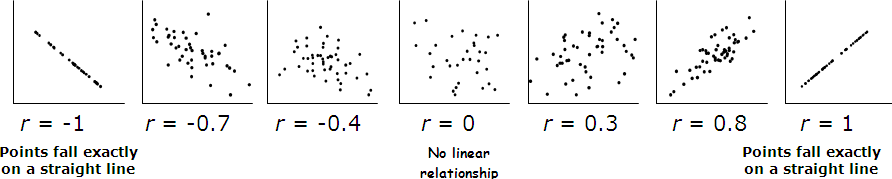 r = -1
r = -0.7
r = -0.4
r = 0
r = 0.3
r = 0.8
r = 1
Points fall exactly
on a straight line
No linear
relationship
Points fall exactly
on a straight line